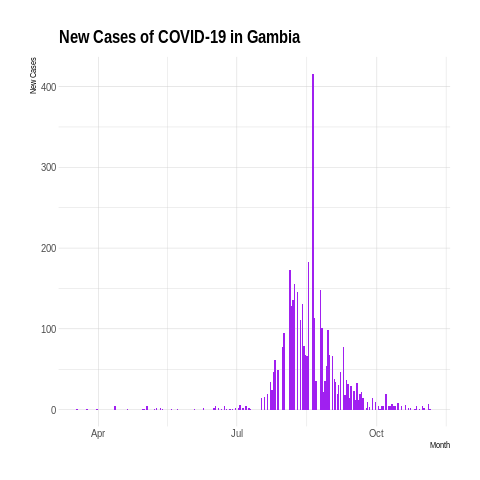 New Cases of COVID-19 in Gambia
New Cases
400
300
200
100
0
Apr
Jul
Oct
Month